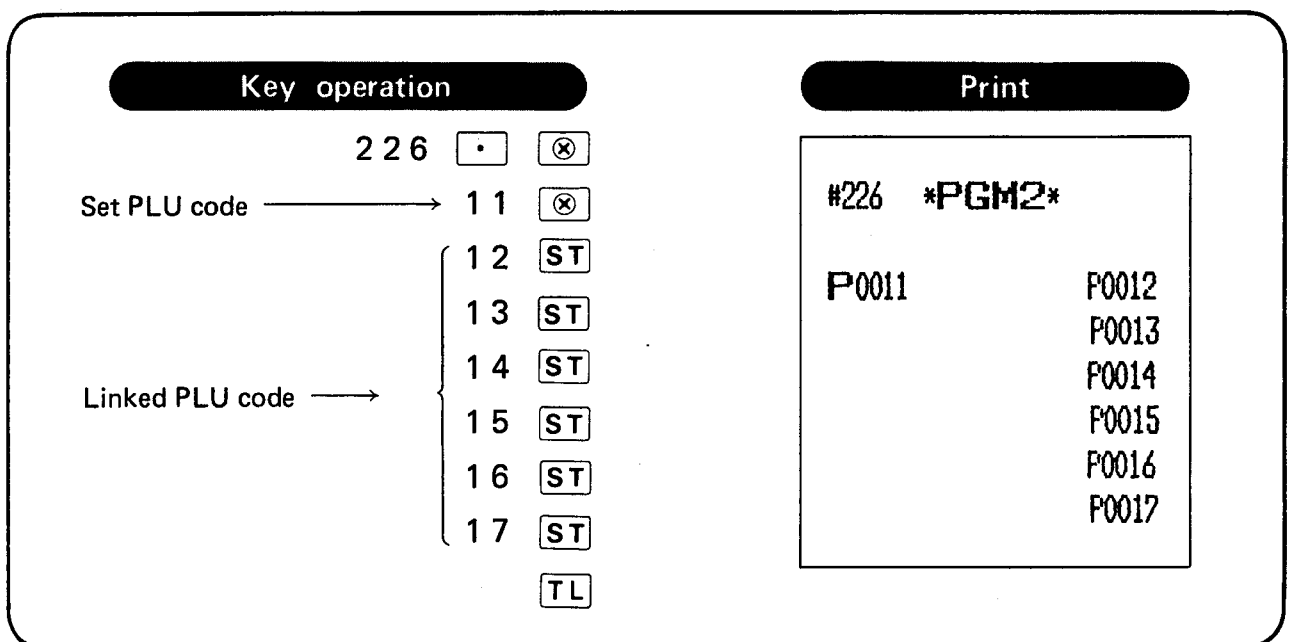 Key operation
226 · ⊗
Set PLU code → 11 ⊗
12 ST
13 ST
14 ST
Linked PLU code →
15 ST
16 ST
17 ST
TL
Print
#226 *PGM2*
P0011 P0012
P0013
P0014
P0015
P0016
P0017